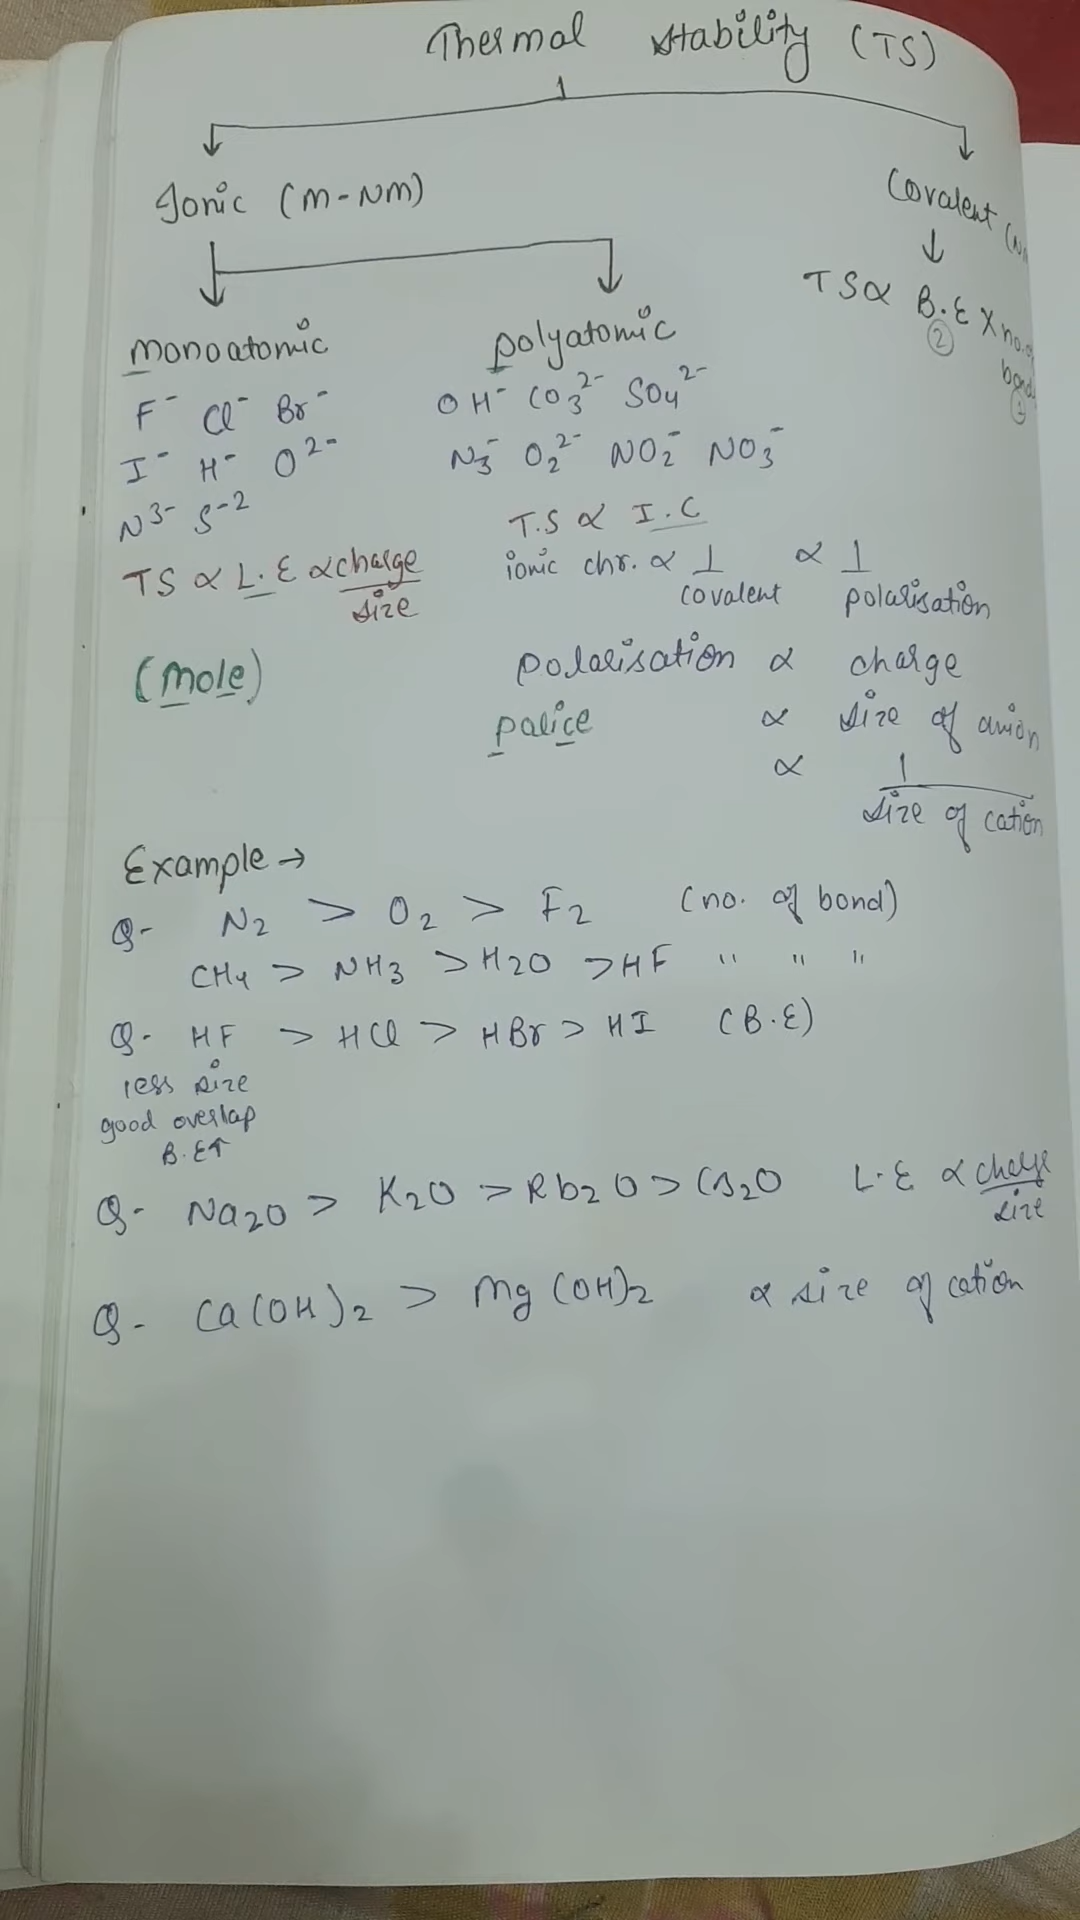 Thermal stability (TS)
Ionic (M-NM)
Covalent
monoatomic
polyatomic
TS ∝ B.E × no. of bond
② ①
F⁻ Cl⁻ Br⁻
OH⁻ CO₃²⁻ SO₄²⁻
I⁻ H⁻ O²⁻
N₃⁻ O₂²⁻ NO₂⁻ NO₃⁻
N³⁻ S⁻²
T.S ∝ I.C
TS ∝ L.E ∝ charge/size
ionic chr. ∝ 1/covalent ∝ 1/polarisation
(mole)
polarisation ∝ charge
palice
∝ size of anion
∝ 1/size of cation
Example →
Q- N2 > O2 > F2 (no. of bond)
CH4 > NH3 > H2O > HF " " "
Q- HF > HCl > HBr > HI (B.E)
less size
good overlap
B.E↑
Q- Na2O > K2O > Rb2O > Cs2O L.E ∝ charge/size
Q- Ca(OH)2 > Mg(OH)2 ∝ size of cation